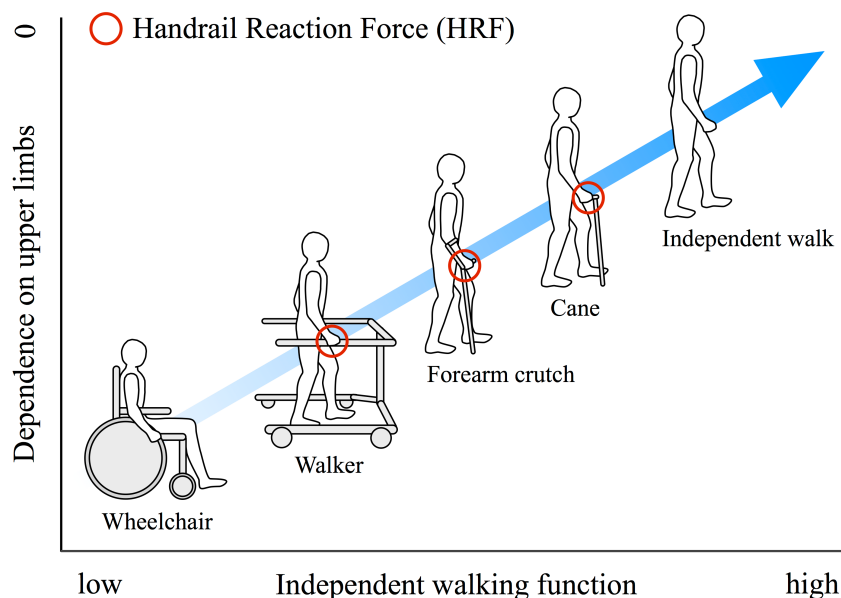 0
Handrail Reaction Force (HRF)
Dependence on upper limbs
Independent walk
Cane
Forearm crutch
Walker
Wheelchair
low
Independent walking function
high